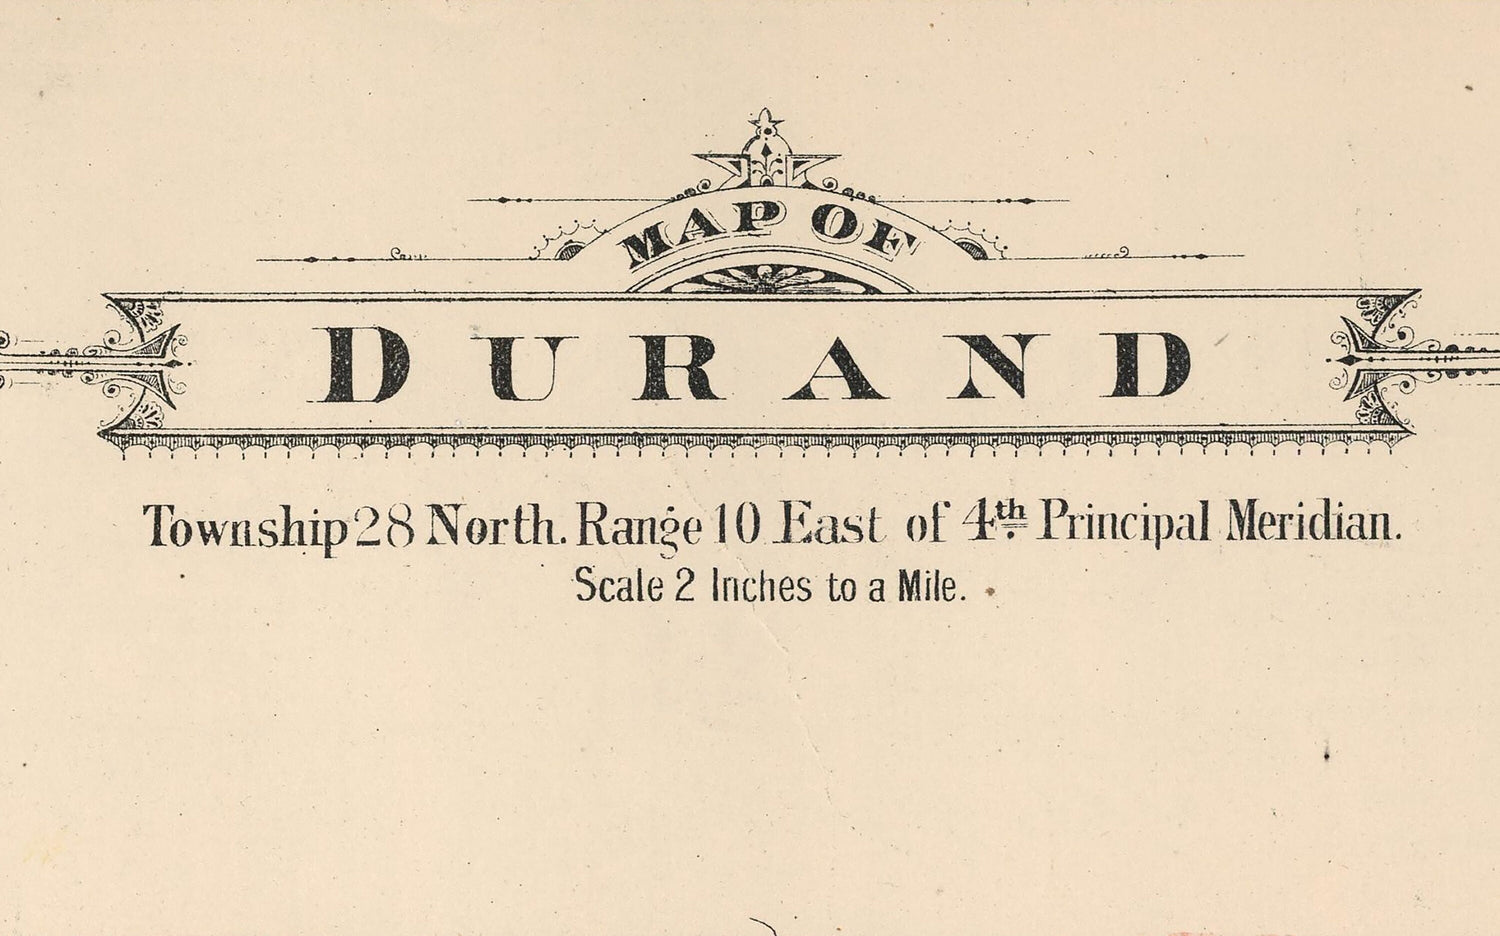 MAP OF
DURAND
Township 28 North. Range 10 East of 4th Principal Meridian.
Scale 2 Inches to a Mile.